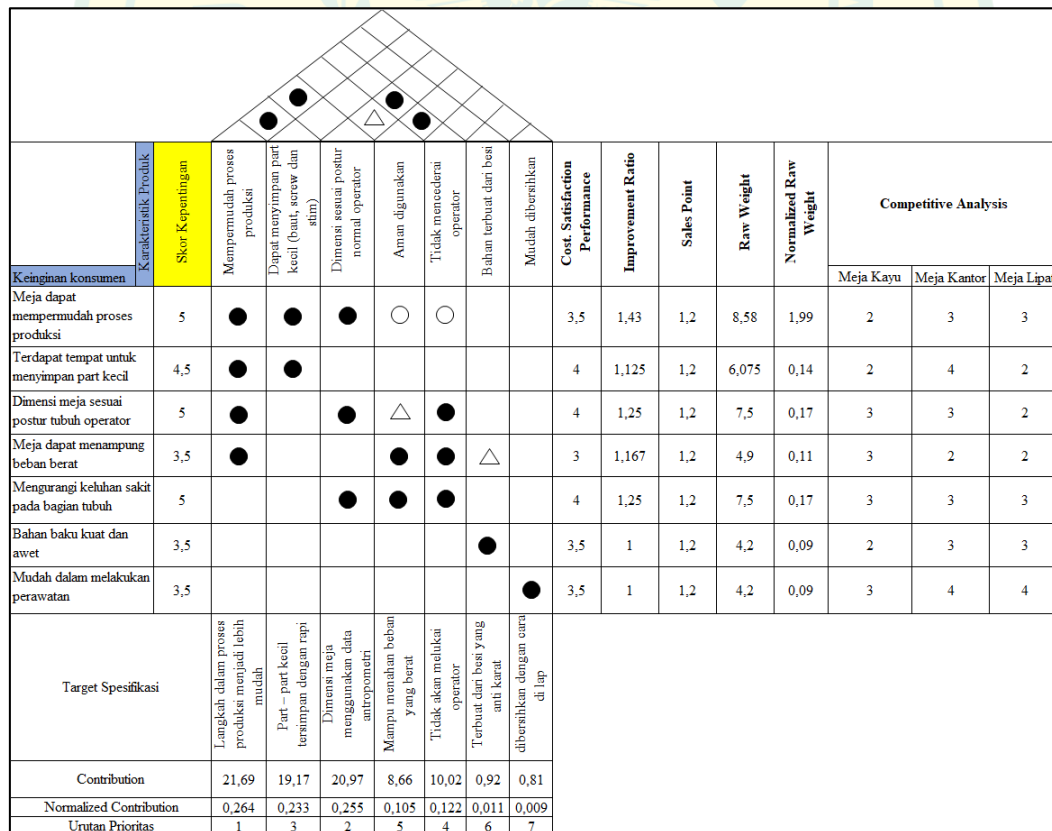 Karakteristik Produk
Skor Kepentingan
Mempermudah proses
produksi
Dapat menyimpan part
kecil (baut, screw dan
stim)
Dimensi sesuai postur
normal operator
Aman digunakan
Tidak mencederai
operator
Bahan terbuat dari besi
Mudah dibersihkan
Cost. Satisfaction
Performance
Improvement Ratio
Sales Point
Raw Weight
Normalized Raw
Weight
Competitive Analysis
Keinginan konsumen
Meja Kayu Meja Kantor Meja Lipat
Meja dapat
mempermudah proses
produksi
5 3,5 1,43 1,2 8,58 1,99 2 3 3
Terdapat tempat untuk
menyimpan part kecil
4,5 4 1,125 1,2 6,075 0,14 2 4 2
Dimensi meja sesuai
postur tubuh operator
5 4 1,25 1,2 7,5 0,17 3 3 2
Meja dapat menampung
beban berat
3,5 3 1,167 1,2 4,9 0,11 3 2 2
Mengurangi keluhan sakit
pada bagian tubuh
5 4 1,25 1,2 7,5 0,17 3 3 3
Bahan baku kuat dan
awet
3,5 3,5 1 1,2 4,2 0,09 2 3 3
Mudah dalam melakukan
perawatan
3,5 3,5 1 1,2 4,2 0,09 3 4 4
Target Spesifikasi
Langkah dalam proses
produksi menjadi lebih
mudah
Part – part kecil
tersimpan dengan rapi
Dimensi meja
menggunakan data
antropometri
Mampu menahan beban
yang berat
Tidak akan melukai
operator
Terbuat dari besi yang
anti karat
dibersihkan dengan cara
di lap
Contribution 21,69 19,17 20,97 8,66 10,02 0,92 0,81
Normalized Contribution 0,264 0,233 0,255 0,105 0,122 0,011 0,009
Urutan Prioritas 1 3 2 5 4 6 7